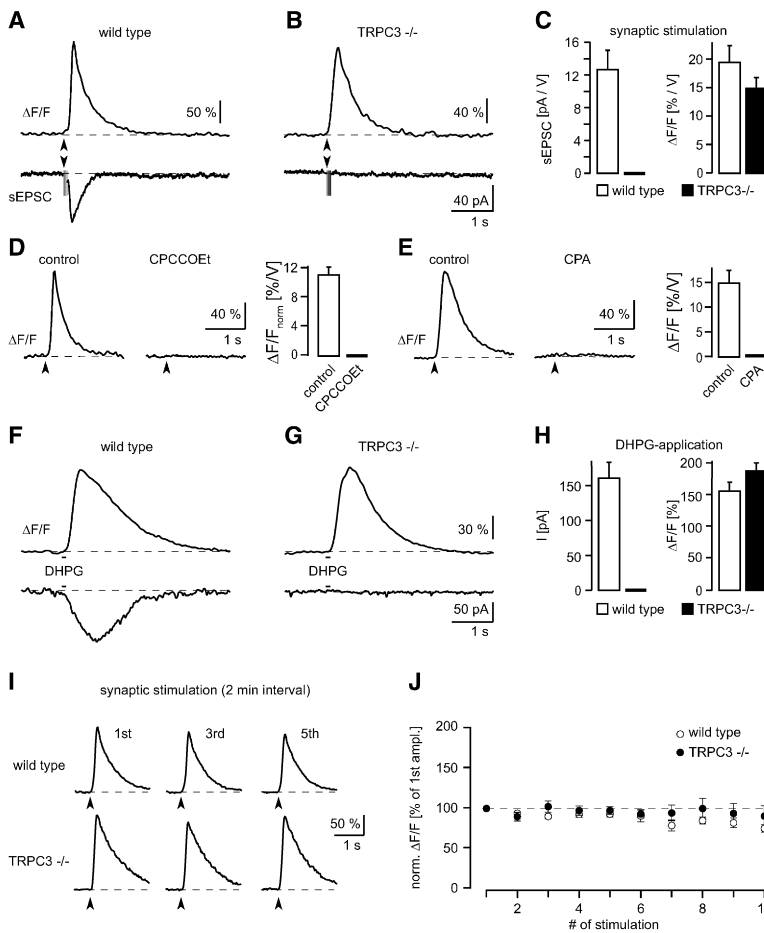 A
wild type
ΔF/F
50 %
sEPSC
B
TRPC3 -/-
40 %
40 pA
1 s
C
synaptic stimulation
sEPSC [pA / V]
16
12
8
4
0
ΔF/F [% / V]
20
15
10
5
0
wild type
TRPC3-/-
D
control
CPCCOEt
ΔF/F
40 %
1 s
ΔF/Fnorm [%/V]
12
8
4
0
control
CPCCOEt
E
control
CPA
ΔF/F
40 %
1 s
ΔF/F [%/V]
15
10
5
0
control
CPA
F
wild type
ΔF/F
DHPG
G
TRPC3 -/-
30 %
DHPG
50 pA
1 s
H
DHPG-application
I [pA]
150
100
50
0
ΔF/F [%]
200
150
100
50
0
wild type
TRPC3-/-
I
synaptic stimulation (2 min interval)
1st
3rd
5th
wild type
50 %
1 s
TRPC3 -/-
J
norm. ΔF/F [% of 1st ampl.]
200
150
100
50
0
wild type
TRPC3 -/-
2
4
6
8
# of stimulation